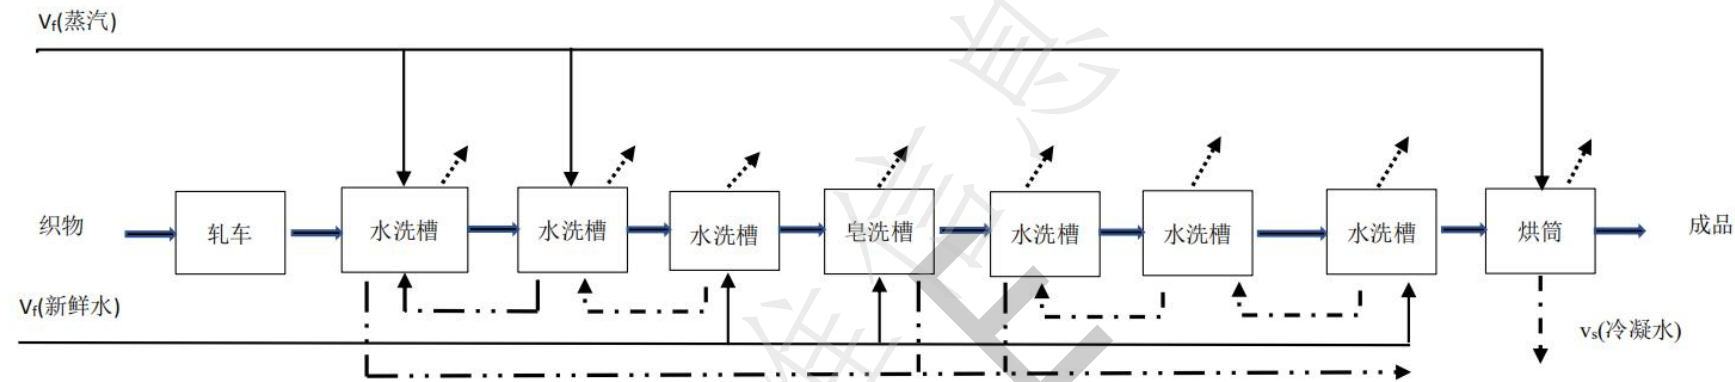 Vf(蒸汽)
织物
轧车
水洗槽
水洗槽
水洗槽
皂洗槽
水洗槽
水洗槽
水洗槽
烘筒
成品
Vf(新鲜水)
vs(冷凝水)